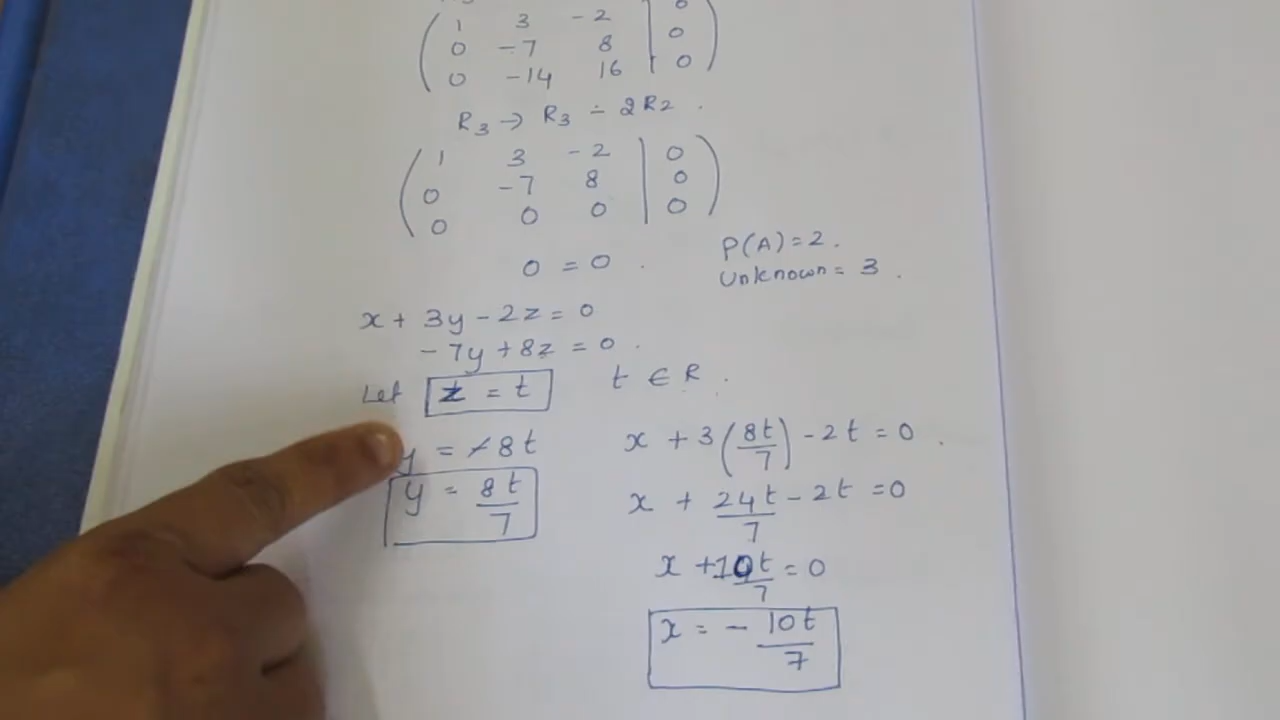 ( 1 3 -2 | 0 )
( 0 -7 8 | 0 )
( 0 -14 16 | 0 )
R3 → R3 - 2R2 .
( 1 3 -2 | 0 )
( 0 -7 8 | 0 )
( 0 0 0 | 0 )
0 = 0 .
P(A) = 2 .
Unknown = 3 .
x + 3y - 2z = 0
- 7y + 8z = 0 .
Let z = t t ∈ R .
y = -8t
y = 8t/7
x + 3(8t/7) - 2t = 0 .
x + 24t/7 - 2t = 0
x + 10t/7 = 0
x = - 10t/7